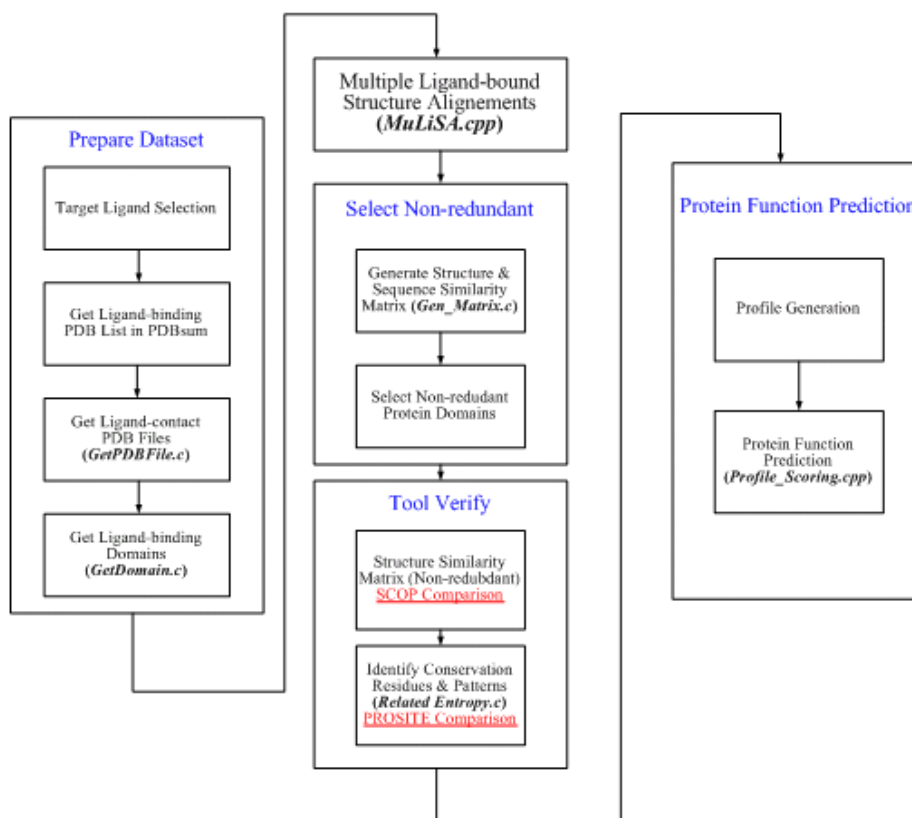 Prepare Dataset
Target Ligand Selection
Get Ligand-binding
PDB List in PDBsum
Get Ligand-contact
PDB Files
(GetPDBFile.c)
Get Ligand-binding
Domains
(GetDomain.c)
Multiple Ligand-bound
Structure Alignements
(MuLiSA.cpp)
Select Non-redundant
Generate Structure &
Sequence Similarity
Matrix (Gen_Matrix.c)
Select Non-redudant
Protein Domains
Tool Verify
Structure Similarity
Matrix (Non-redubdant)
SCOP Comparison
Identify Conservation
Residues & Patterns
(Related Entropy.c)
PROSITE Comparison
Protein Function Prediction
Profile Generation
Protein Function
Prediction
(Profile_Scoring.cpp)